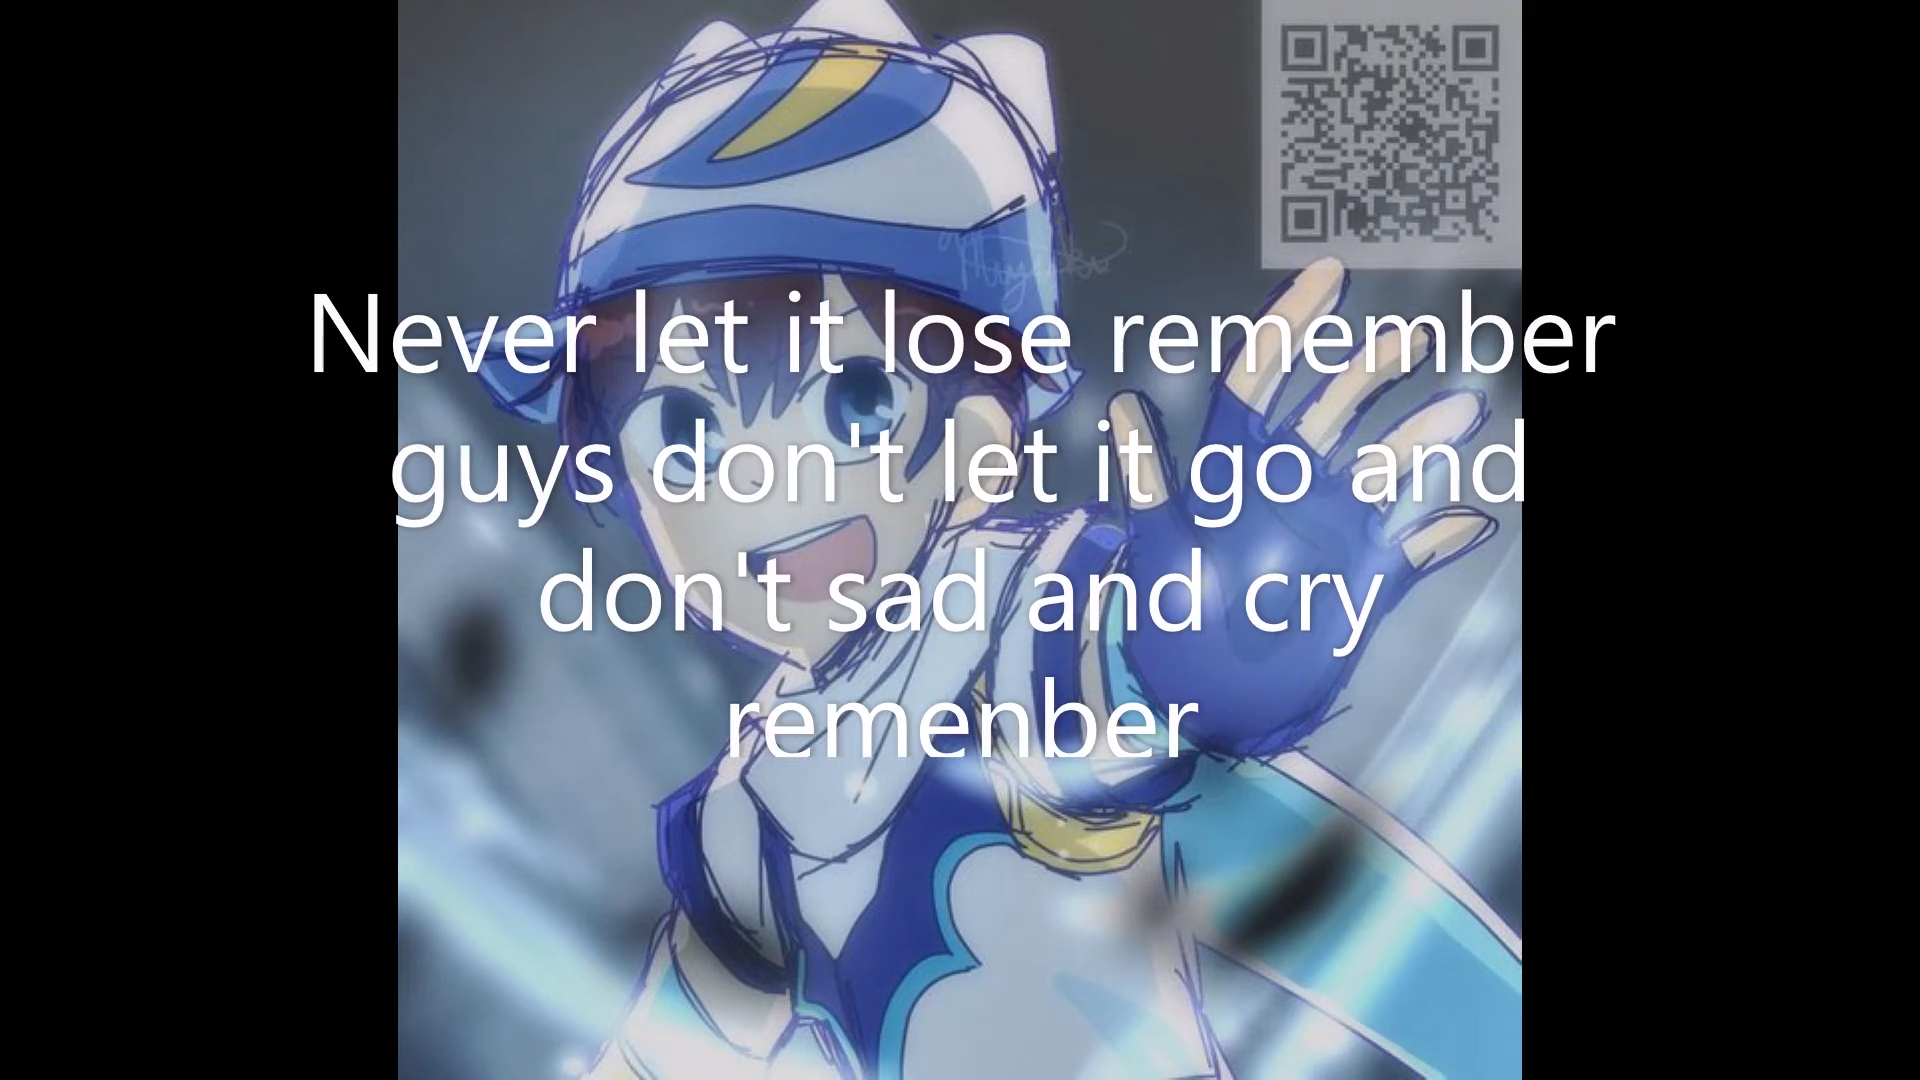 Never let it lose remember
guys don't let it go and
don't sad and cry
remenber